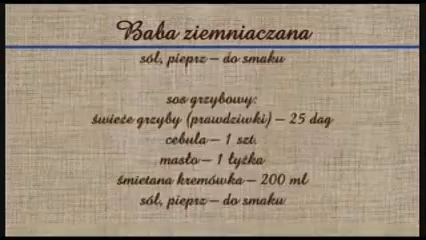 Baba ziemniaczana
sól, pieprz – do smaku
sos grzybowy:
świeże grzyby (prawdziwki) – 25 dag
cebula – 1 szt.
masło – 1 łyżka
śmietana kremówka – 200 ml
sól, pieprz – do smaku